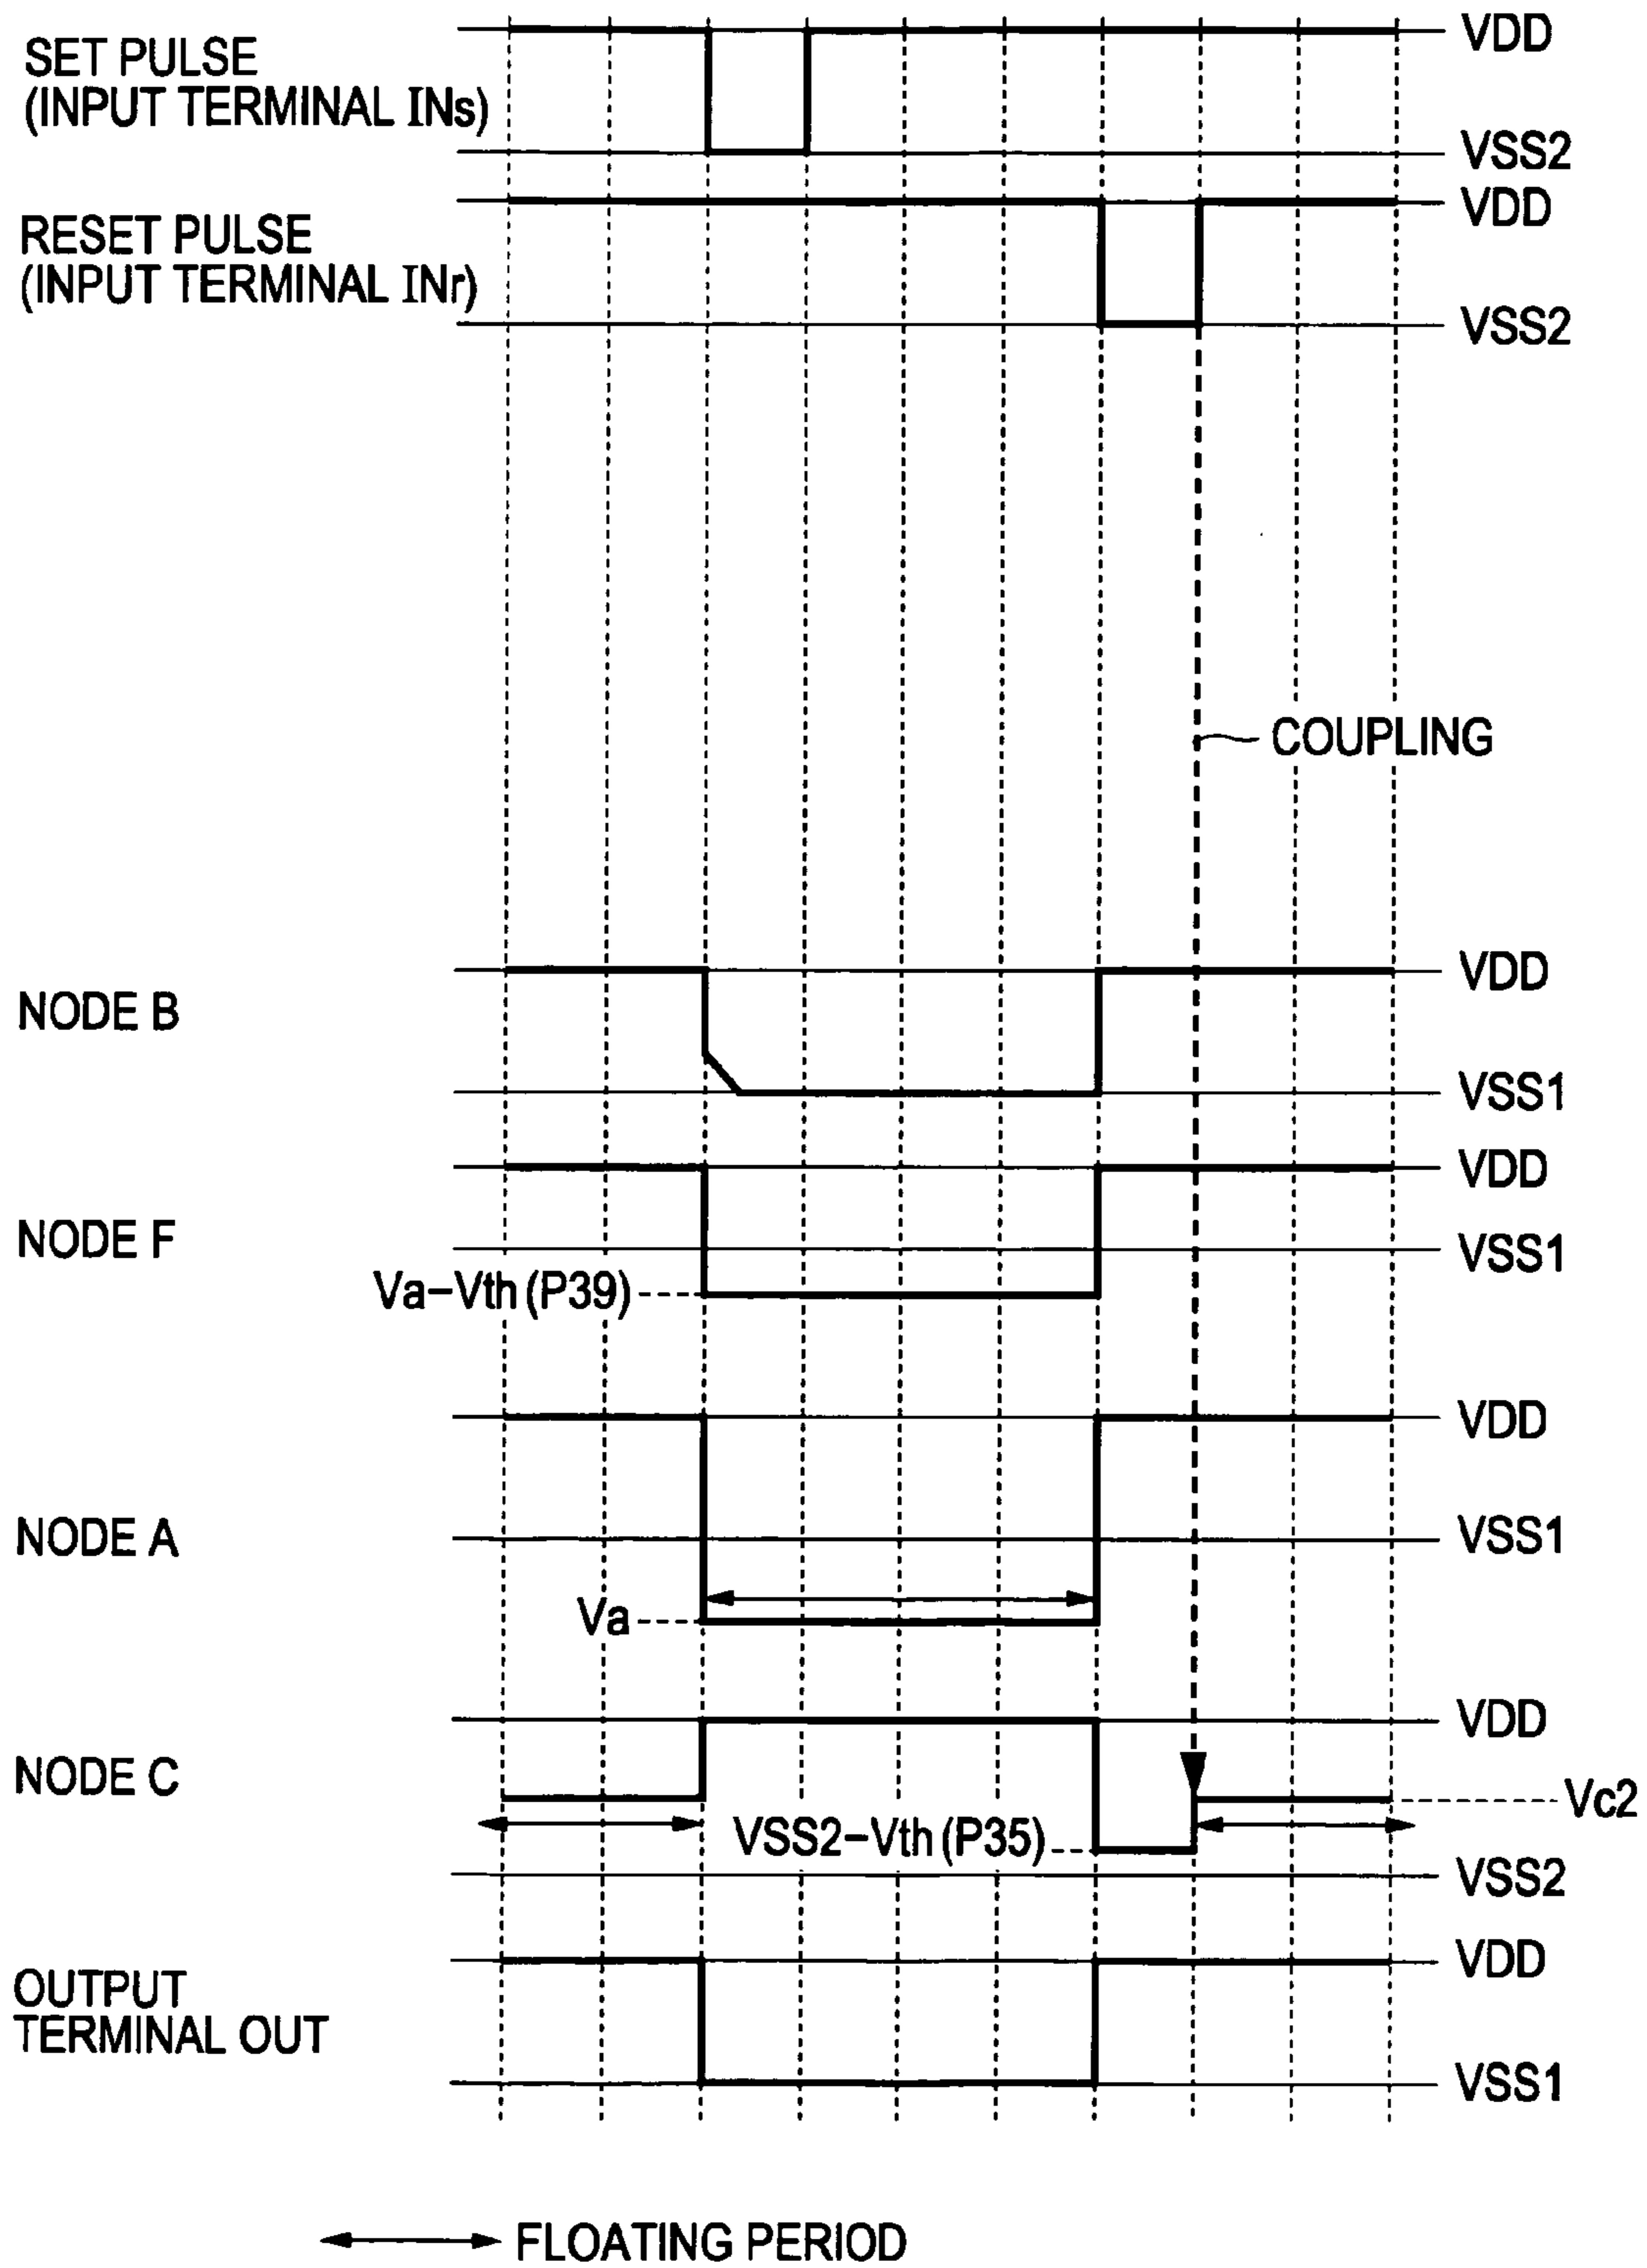 VDD
SET PULSE
(INPUT TERMINAL INs)
VSS2
VDD
RESET PULSE
(INPUT TERMINAL INr)
VSS2
COUPLING
VDD
NODE B
VSS1
VDD
NODE F
VSS1
Va−Vth (P39)
VDD
NODE A
VSS1
Va
VDD
NODE C
Vc2
VSS2−Vth (P35)
VSS2
VDD
OUTPUT
TERMINAL OUT
VSS1
FLOATING PERIOD